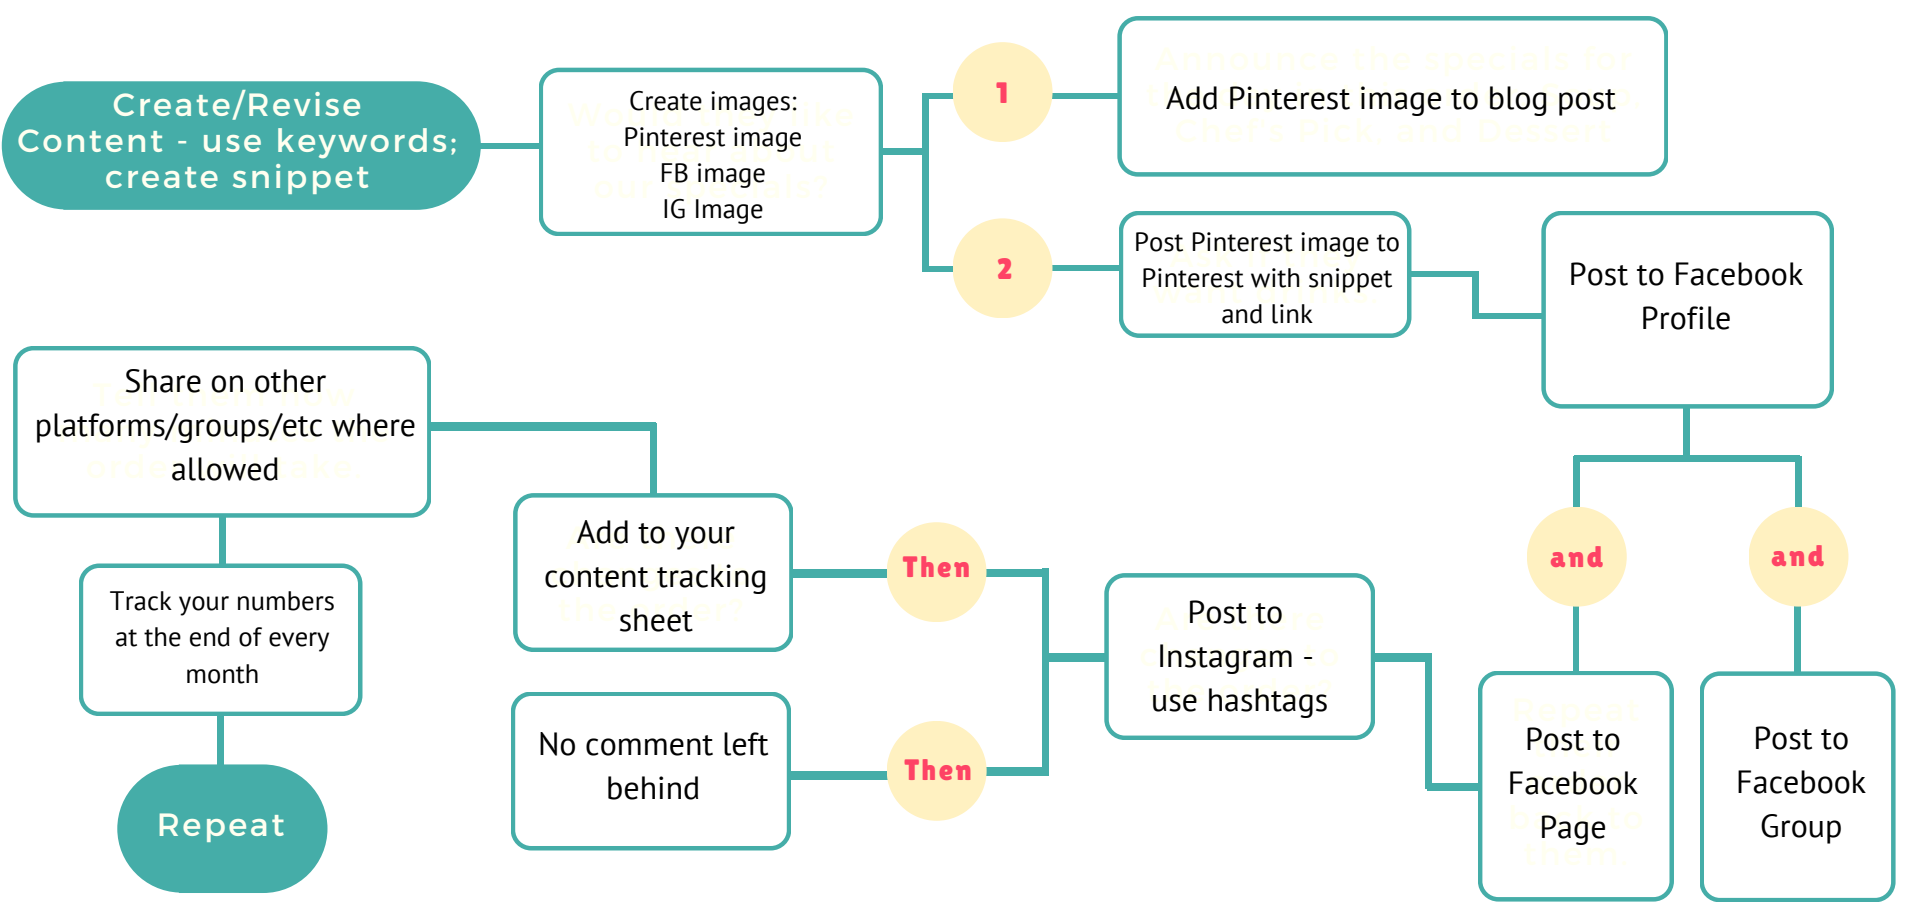 Create/Revise
Content - use keywords;
create snippet
Create images:
Pinterest image
FB image
IG Image
1
Add Pinterest image to blog post
2
Post Pinterest image to
Pinterest with snippet
and link
Post to Facebook
Profile
and
and
Post to
Facebook
Page
Post to
Facebook
Group
Post to
Instagram -
use hashtags
Then
Then
Add to your
content tracking
sheet
No comment left
behind
Share on other
platforms/groups/etc where
allowed
Track your numbers
at the end of every
month
Repeat